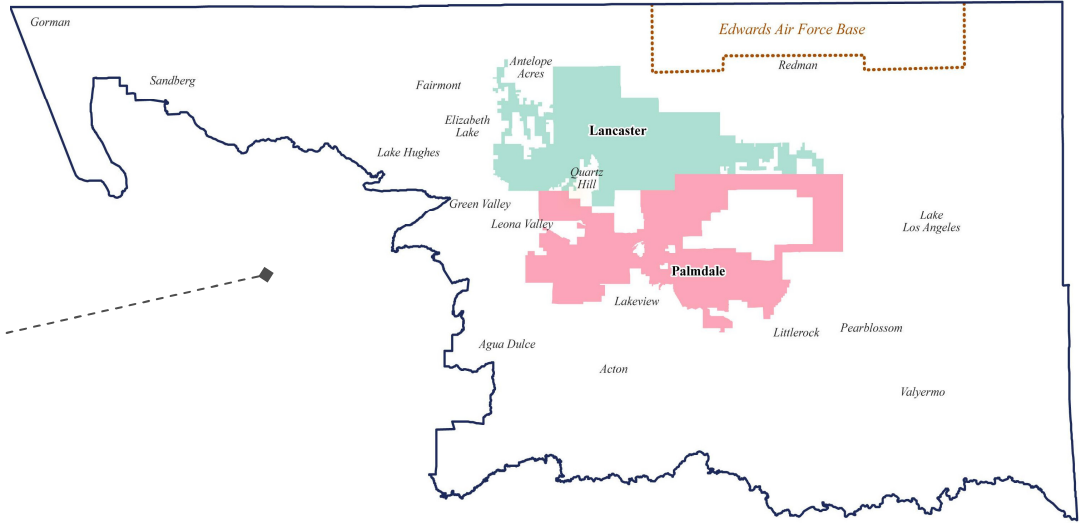 Gorman
Edwards Air Force Base
Antelope
Acres
Redman
Sandberg
Fairmont
Elizabeth
Lake
Lancaster
Lake Hughes
Quartz
Hill
Green Valley
Leona Valley
Lake
Los Angeles
Palmdale
Lakeview
Littlerock
Pearblossom
Agua Dulce
Acton
Valyermo